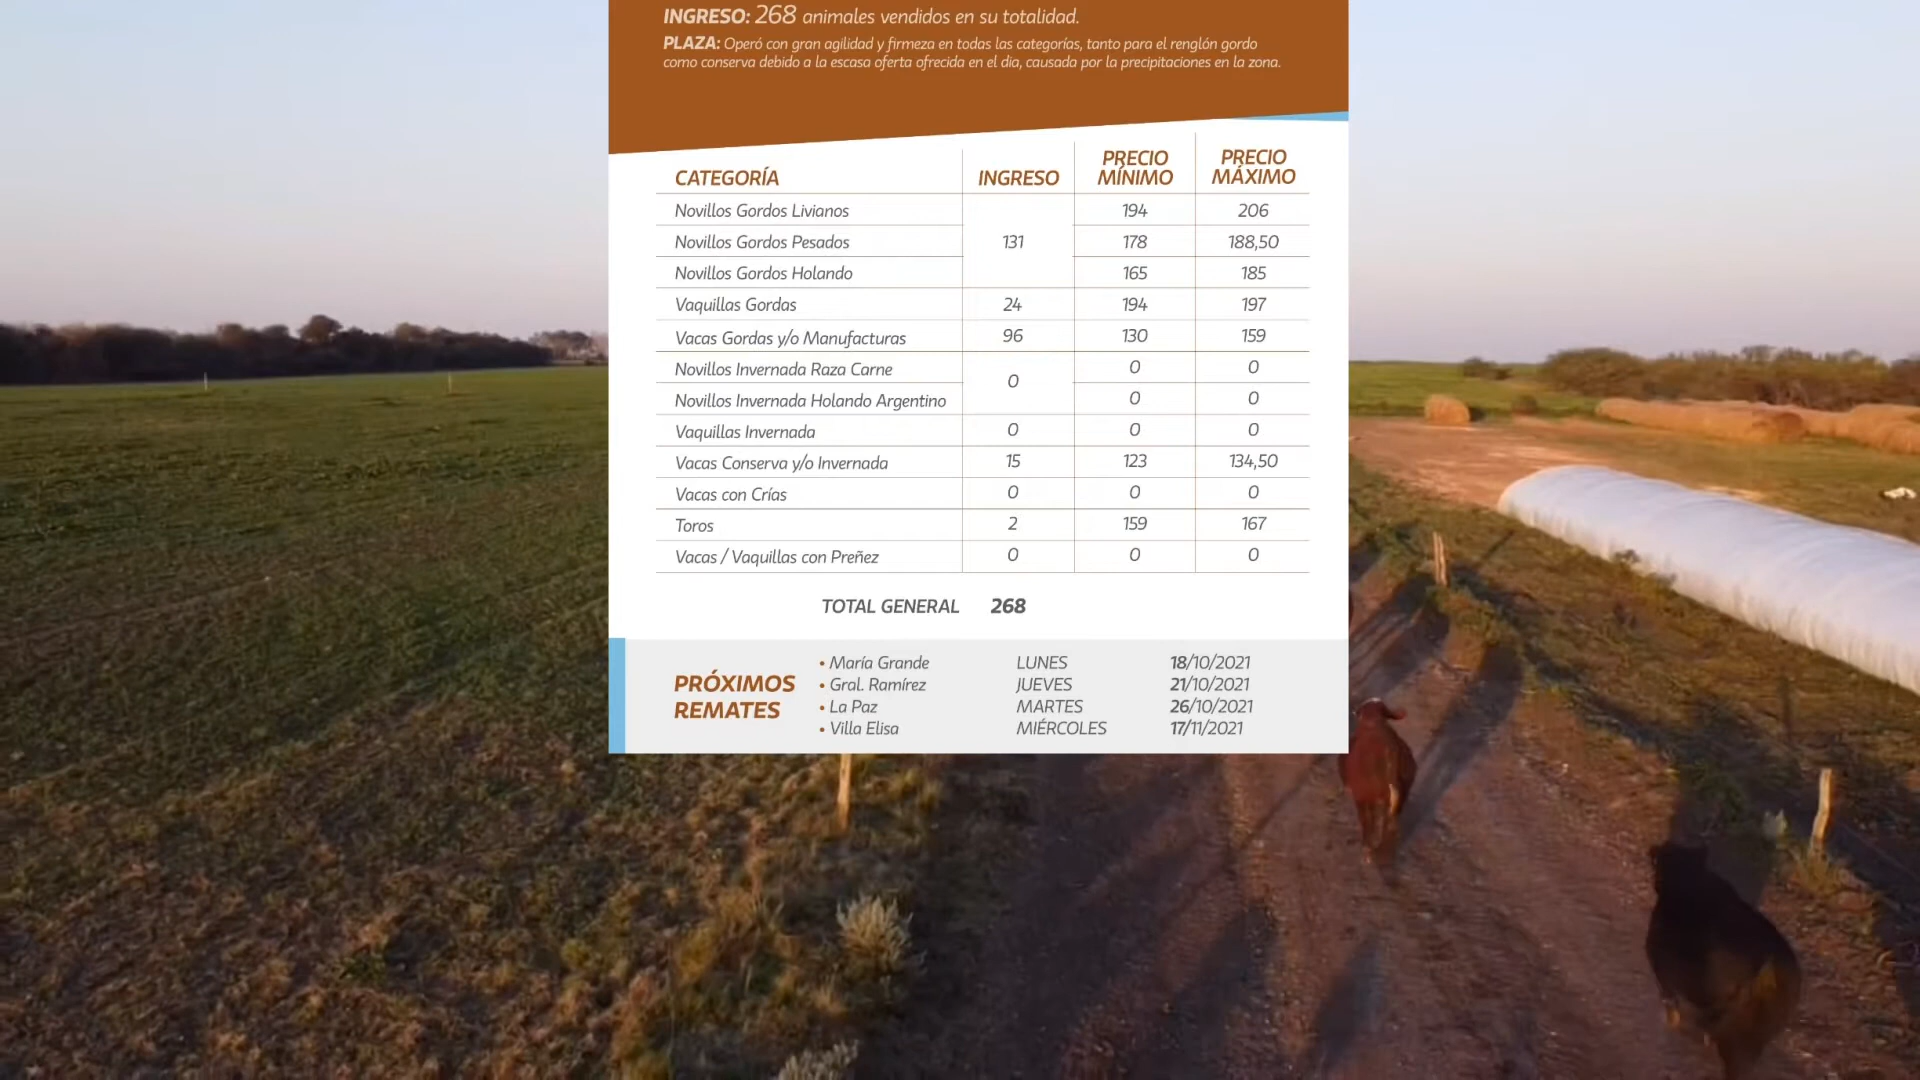 INGRESO: 268 animales vendidos en su totalidad.
PLAZA: Operó con gran agilidad y firmeza en todas las categorías, tanto para el renglón gordo
como conserva debido a la escasa oferta ofrecida en el dia, causada por la precipitaciones en la zona.
CATEGORÍA INGRESO PRECIO MÍNIMO PRECIO MÁXIMO
Novillos Gordos Livianos 194 206
Novillos Gordos Pesados 131 178 188,50
Novillos Gordos Holando 165 185
Vaquillas Gordas 24 194 197
Vacas Gordas y/o Manufacturas 96 130 159
Novillos Invernada Raza Carne 0 0 0
Novillos Invernada Holando Argentino 0 0
Vaquillas Invernada 0 0 0
Vacas Conserva y/o Invernada 15 123 134,50
Vacas con Crías 0 0 0
Toros 2 159 167
Vacas / Vaquillas con Preñez 0 0 0
TOTAL GENERAL 268
PRÓXIMOS
REMATES
• María Grande LUNES 18/10/2021
• Gral. Ramírez JUEVES 21/10/2021
• La Paz MARTES 26/10/2021
• Villa Elisa MIÉRCOLES 17/11/2021